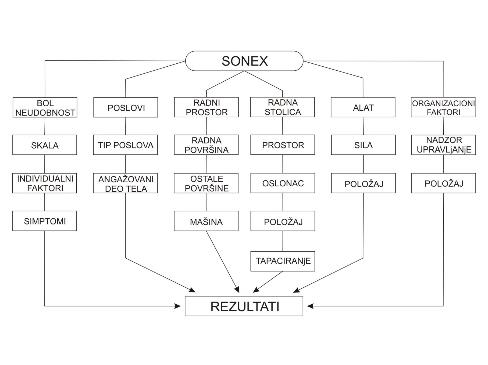 SONEX
BOL
NEUDOBNOST
SKALA
INDIVIDUALNI
FAKTORI
SIMPTOMI
POSLOVI
TIP POSLOVA
ANGAŽOVANI
DEO TELA
RADNI
PROSTOR
RADNA
POVRŠINA
OSTALE
POVRŠINE
MAŠINA
RADNA
STOLICA
PROSTOR
OSLONAC
POLOŽAJ
TAPACIRANjE
ALAT
SILA
POLOŽAJ
ORGANIZACIONI
FAKTORI
NADZOR
UPRAVLjANjE
POLOŽAJ
REZULTATI